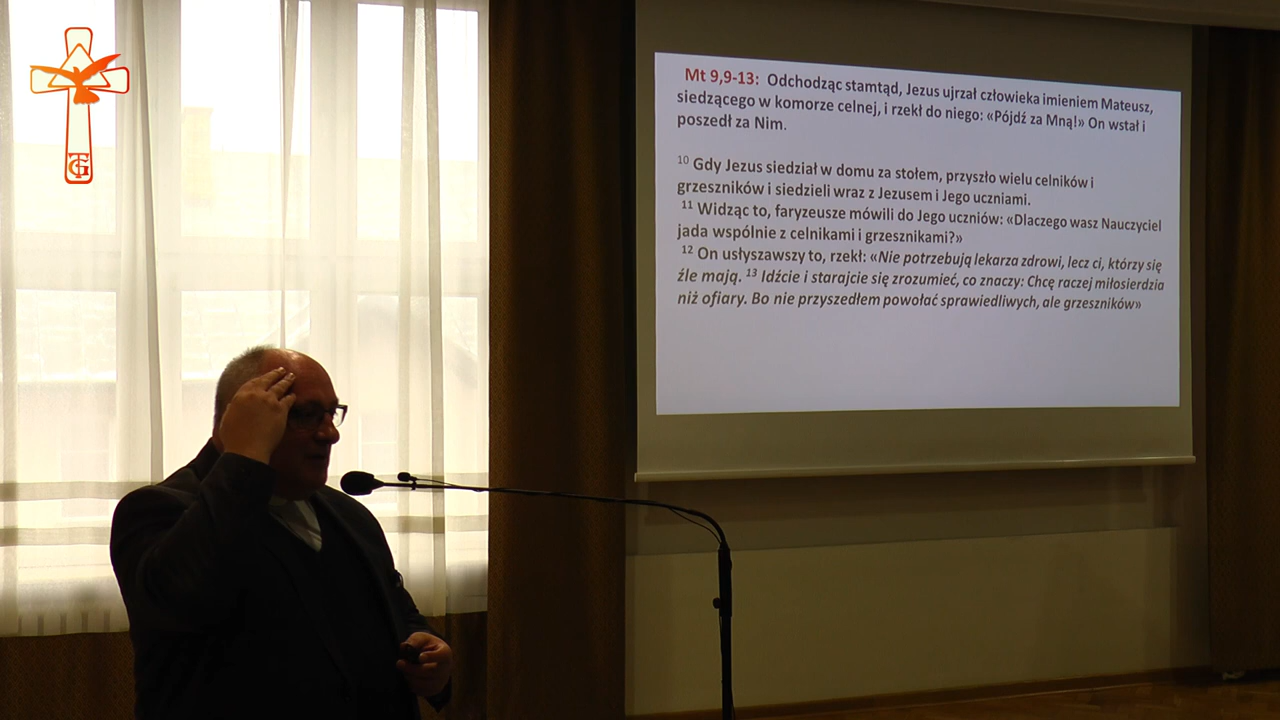 Mt 9,9-13: Odchodząc stamtąd, Jezus ujrzał człowieka imieniem Mateusz,
siedzącego w komorze celnej, i rzekł do niego: «Pójdź za Mną!» On wstał i
poszedł za Nim.
10 Gdy Jezus siedział w domu za stołem, przyszło wielu celników i
grzeszników i siedzieli wraz z Jezusem i Jego uczniami.
11 Widząc to, faryzeusze mówili do Jego uczniów: «Dlaczego wasz Nauczyciel
jada wspólnie z celnikami i grzesznikami?»
12 On usłyszawszy to, rzekł: «Nie potrzebują lekarza zdrowi, lecz ci, którzy się
źle mają. 13 Idźcie i starajcie się zrozumieć, co znaczy: Chcę raczej miłosierdzia
niż ofiary. Bo nie przyszedłem powołać sprawiedliwych, ale grzeszników»